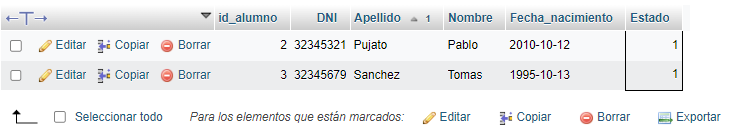 id_alumno DNI Apellido 1 Nombre Fecha_nacimiento Estado
Editar Copiar Borrar 2 32345321 Pujato Pablo 2010-10-12 1
Editar Copiar Borrar 3 32345679 Sanchez Tomas 1995-10-13 1
Seleccionar todo Para los elementos que están marcados: Editar Copiar Borrar Exportar